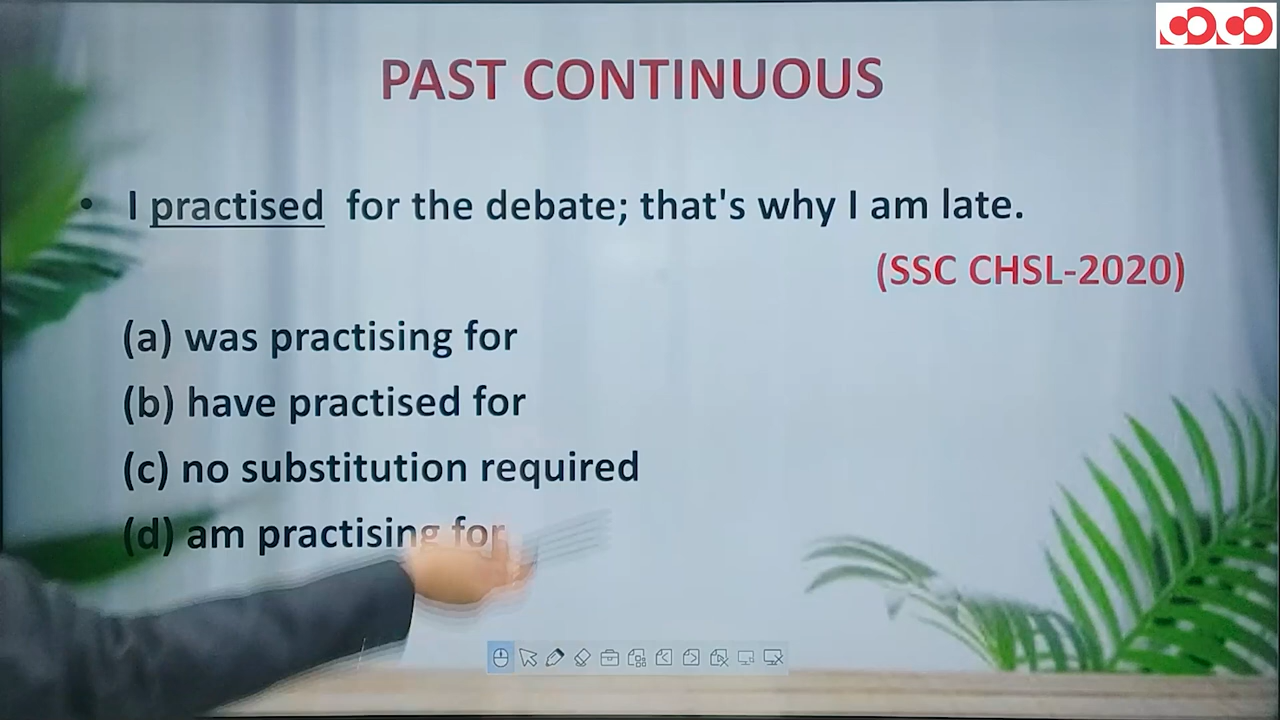 PAST CONTINUOUS
• I practised for the debate; that's why I am late.
(SSC CHSL-2020)
(a) was practising for
(b) have practised for
(c) no substitution required
(d) am practising for